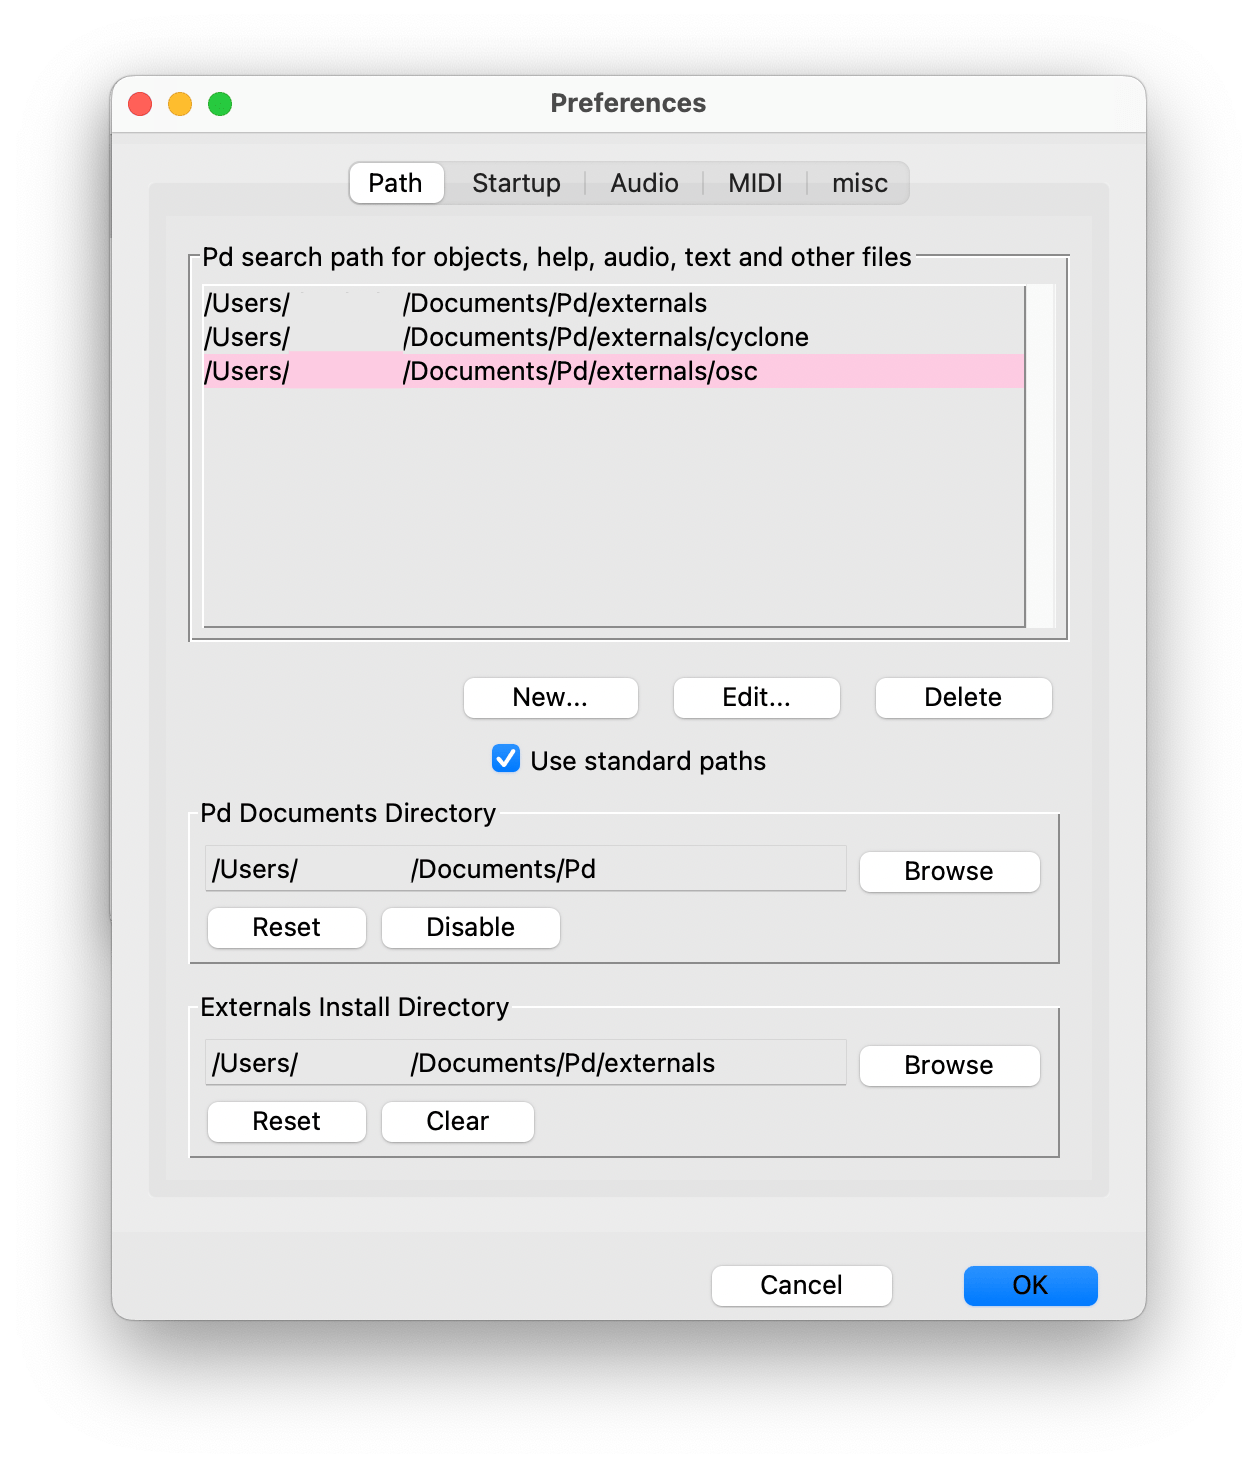 Preferences
Path Startup Audio MIDI misc
Pd search path for objects, help, audio, text and other files
/Users/ /Documents/Pd/externals
/Users/ /Documents/Pd/externals/cyclone
/Users/ /Documents/Pd/externals/osc
New... Edit... Delete
Use standard paths
Pd Documents Directory
/Users/ /Documents/Pd Browse
Reset Disable
Externals Install Directory
/Users/ /Documents/Pd/externals Browse
Reset Clear
Cancel OK